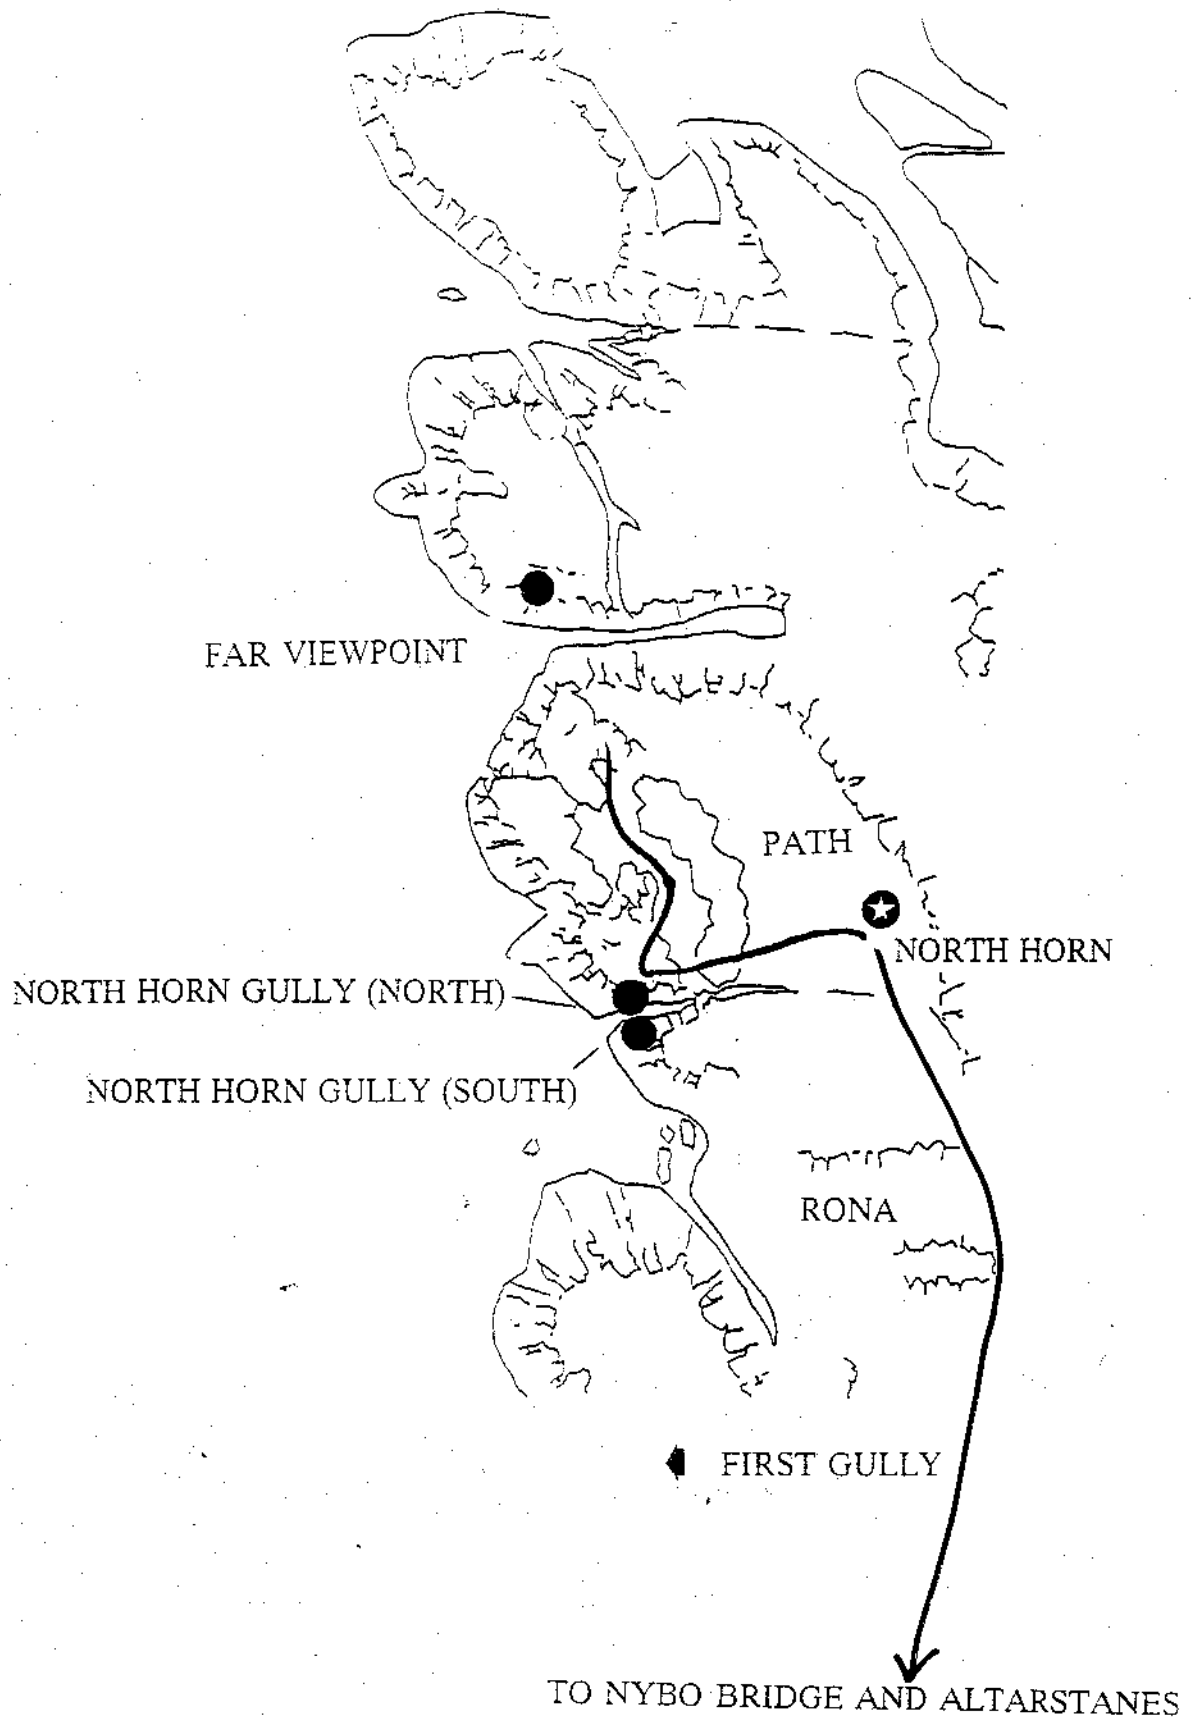 FAR VIEWPOINT
PATH
NORTH HORN
NORTH HORN GULLY (NORTH)
NORTH HORN GULLY (SOUTH)
RONA
FIRST GULLY
TO NYBO BRIDGE AND ALTARSTANES